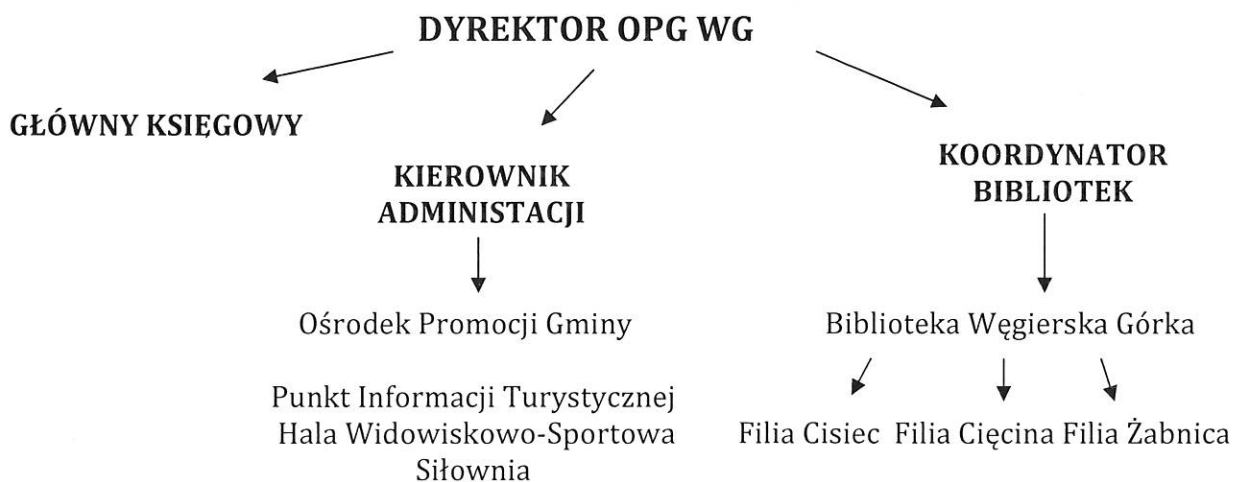 DYREKTOR OPG WG
GŁÓWNY KSIĘGOWY
KIEROWNIK
ADMINISTACJI
KOORDYNATOR
BIBLIOTEK
Ośrodek Promocji Gminy
Punkt Informacji Turystycznej
Hala Widowiskowo-Sportowa
Siłownia
Biblioteka Węgierska Górka
Filia Cisiec Filia Cięcina Filia Żabnica